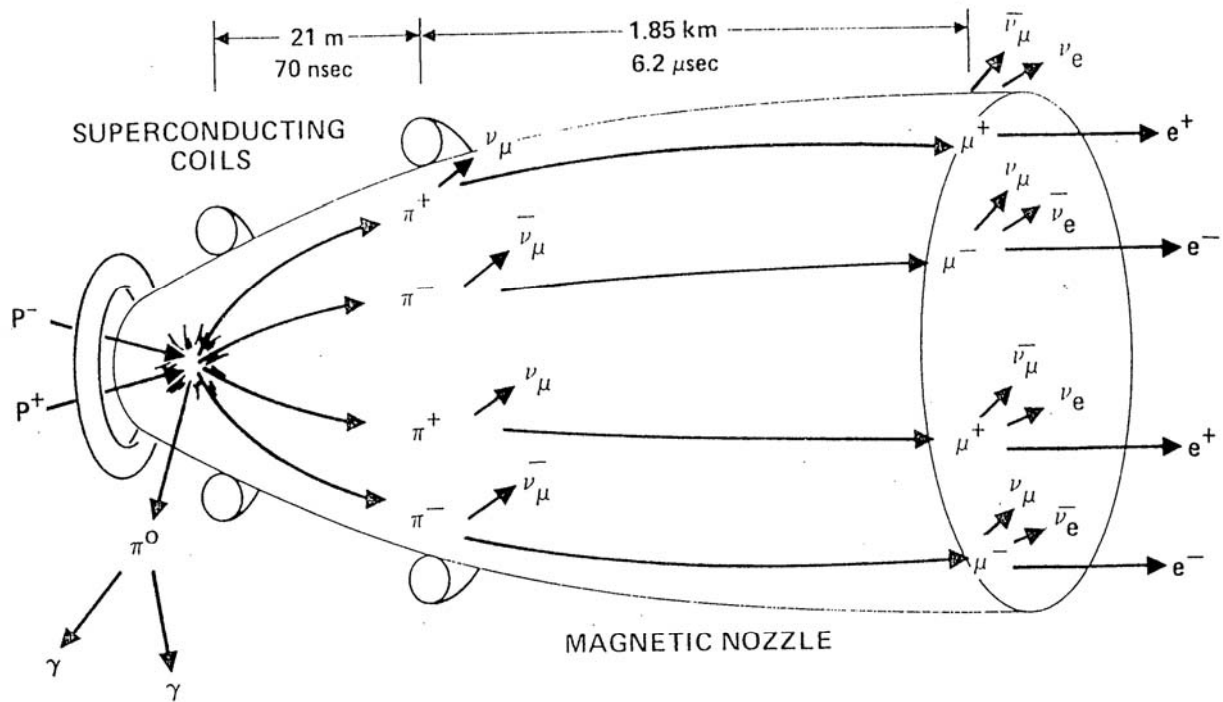 21 m
70 nsec
1.85 km
6.2 μsec
ν̄μ
νe
SUPERCONDUCTING
COILS
νμ
μ+
e+
π+
νμ
ν̄e
ν̄μ
μ−
e−
π−
P−
P+
νμ
ν̄μ
νe
π+
μ+
e+
ν̄μ
νμ
ν̄e
π−
π0
μ−
e−
γ
γ
MAGNETIC NOZZLE